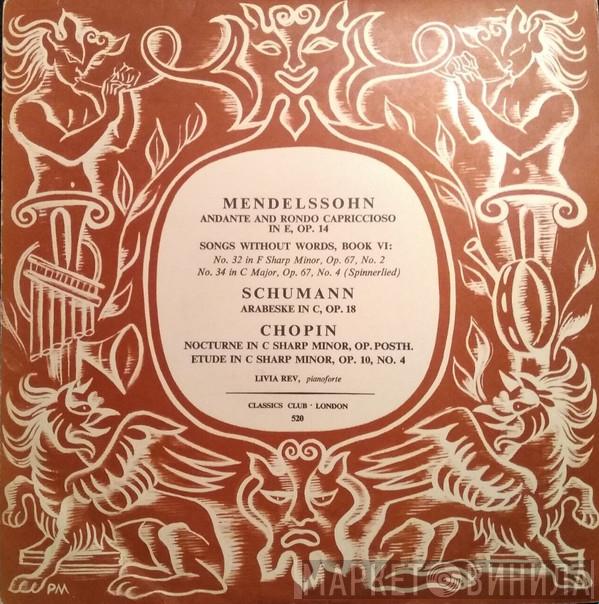 MENDELSSOHN
ANDANTE AND RONDO CAPRICCIOSO
IN E, OP. 14
SONGS WITHOUT WORDS, BOOK VI:
No. 32 in F Sharp Minor, Op. 67, No. 2
No. 34 in C Major, Op. 67, No. 4 (Spinnerlied)
SCHUMANN
ARABESKE IN C, OP. 18
CHOPIN
NOCTURNE IN C SHARP MINOR, OP. POSTH.
ETUDE IN C SHARP MINOR, OP. 10, NO. 4
LIVIA REV, pianoforte
CLASSICS CLUB · LONDON
520
PM
МАРКЕТ ВИНИЛА